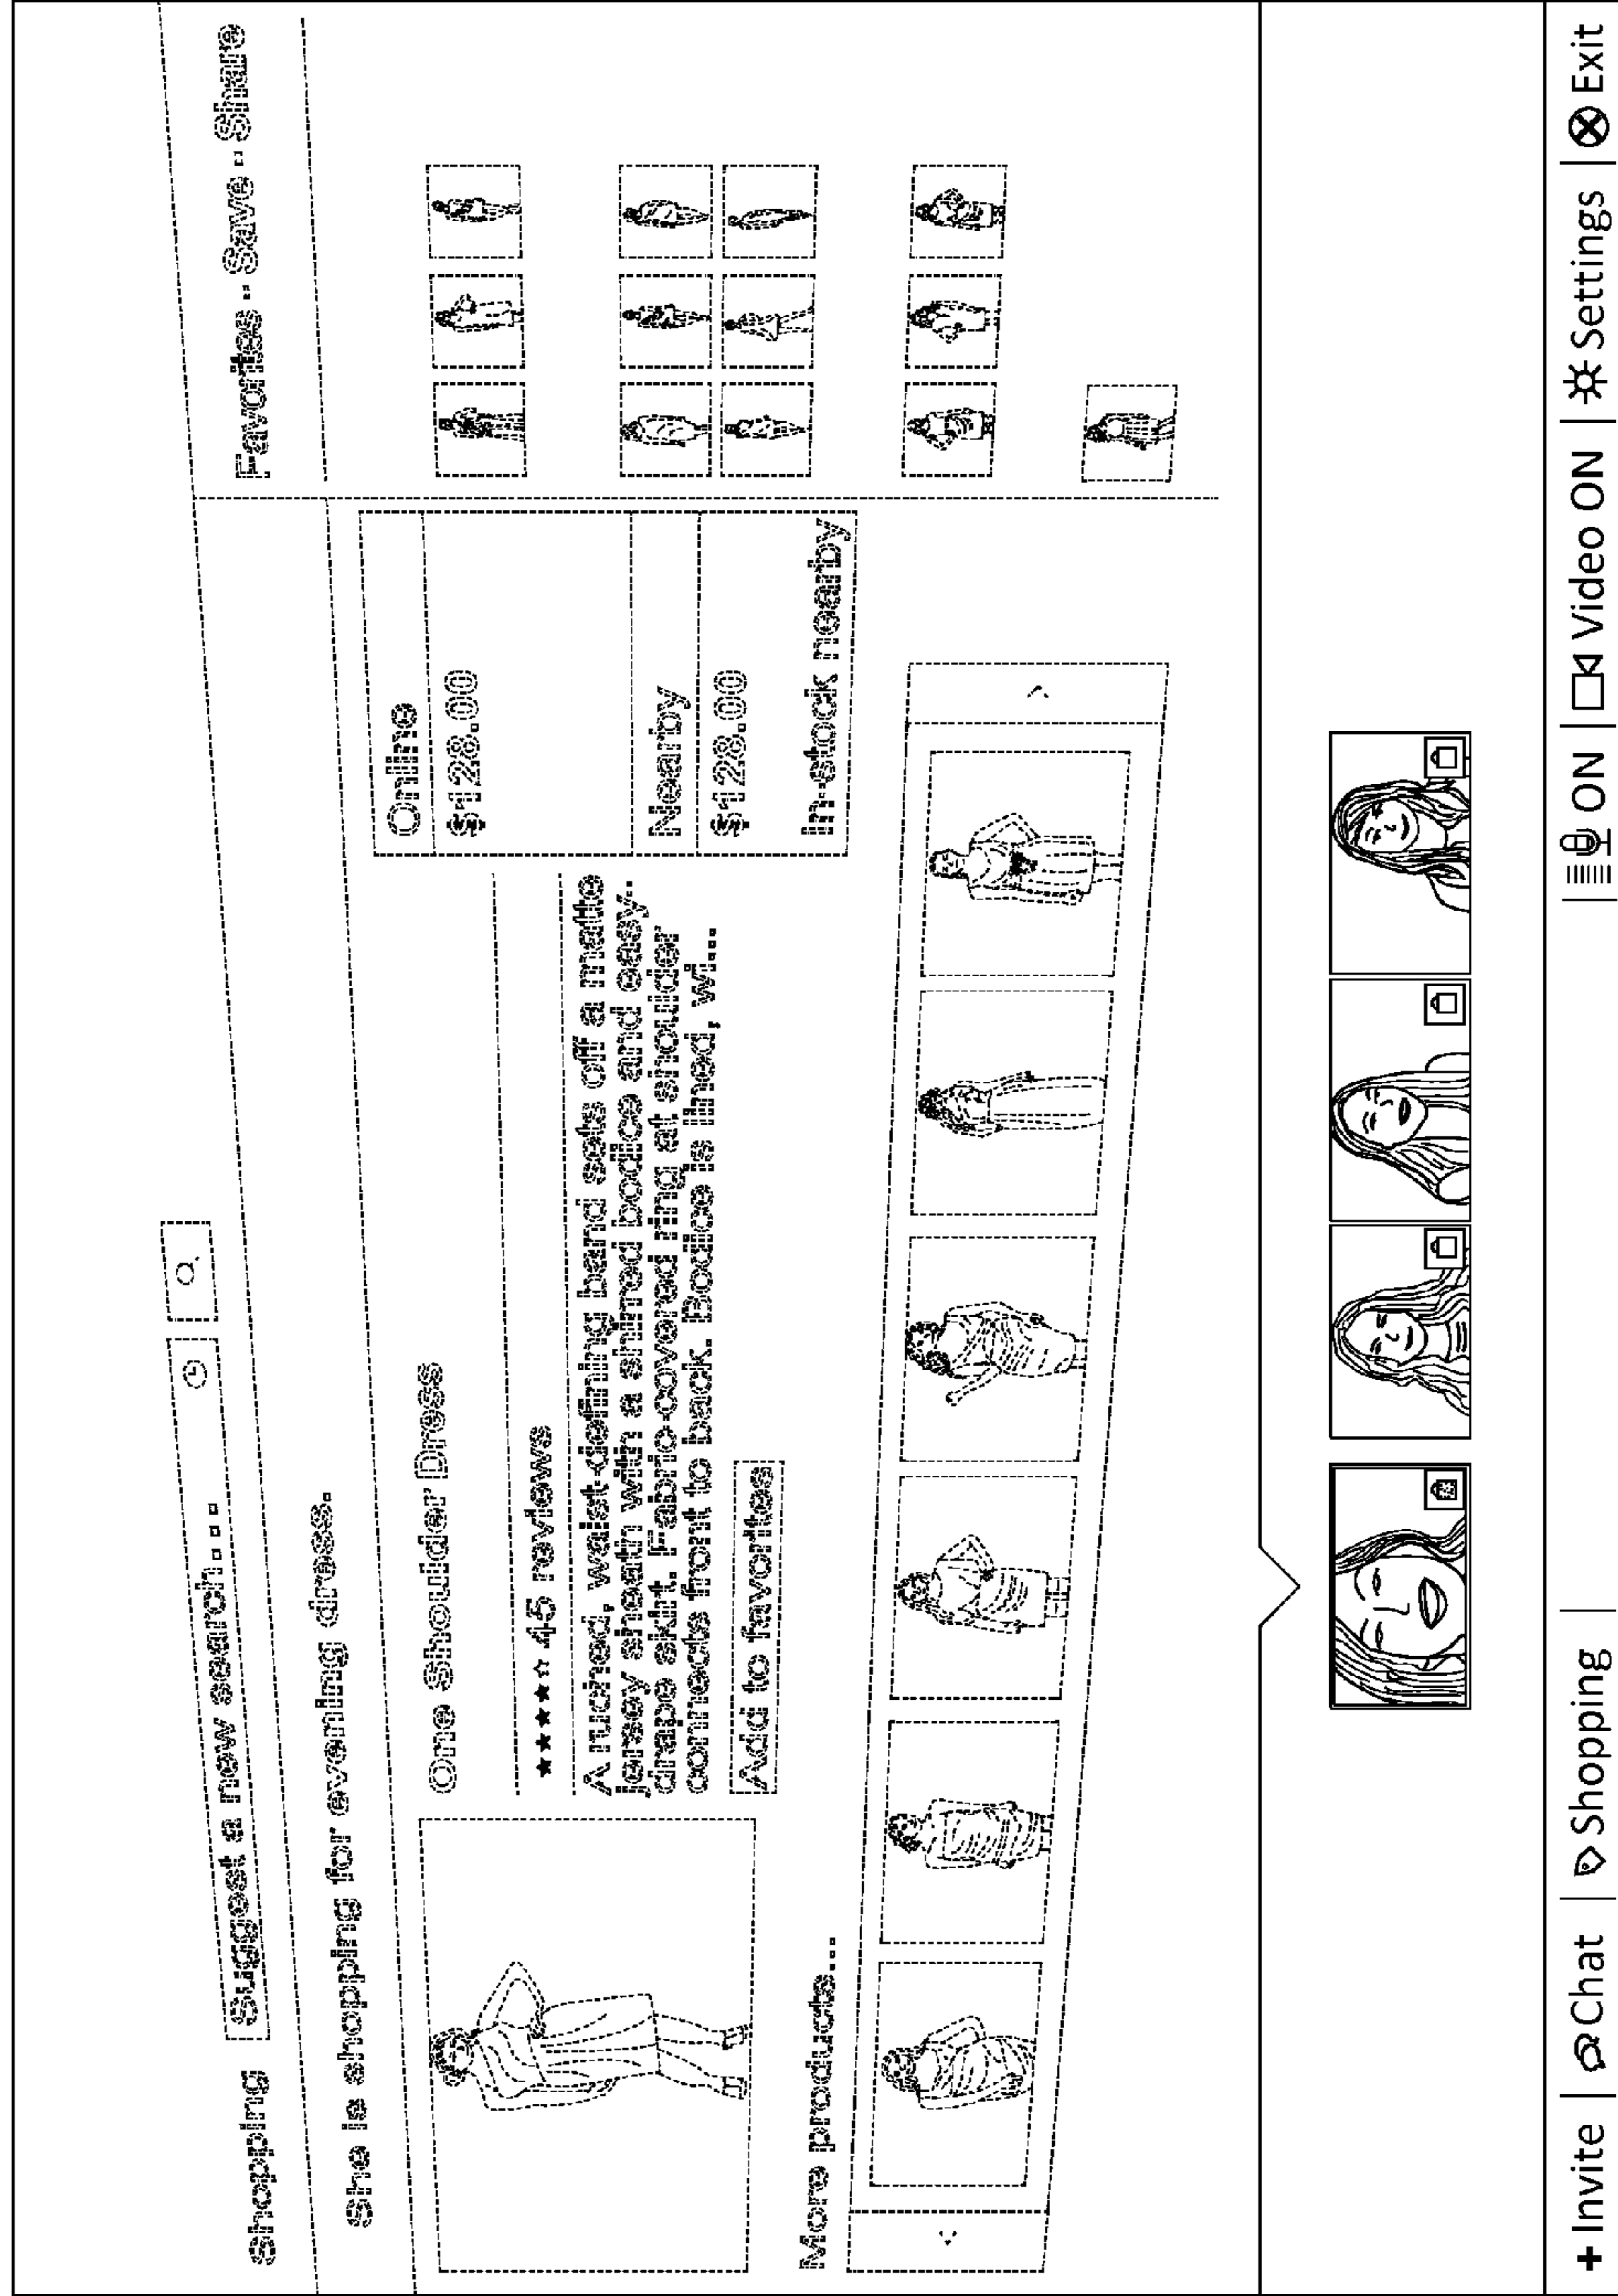 shopping
Suggest a new search....
Favorites - Save - Share
She is shopping for evening dress.
One Shoulder Dress
★★★★☆ 45 reviews
A ruched, waist-defining band sets off a matte
jersey sheath with a shirred bodice and easy-
drape skirt. Fabric-covered ring at shoulder
connects front to back. Bodice is lined, wi...
Add to favorites
Online
$128.00
Nearby
$128.00
In-stock nearby
More products...
+ Invite | Chat | Shopping |
| ON | Video ON | Settings | Exit